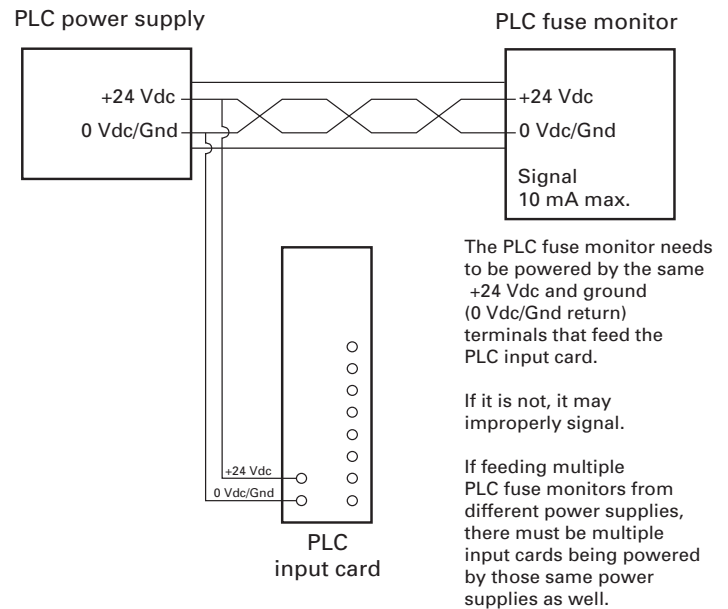 PLC power supply
+24 Vdc
0 Vdc/Gnd
PLC fuse monitor
+24 Vdc
0 Vdc/Gnd
Signal
10 mA max.
The PLC fuse monitor needs
to be powered by the same
+24 Vdc and ground
(0 Vdc/Gnd return)
terminals that feed the
PLC input card.
If it is not, it may
improperly signal.
If feeding multiple
PLC fuse monitors from
different power supplies,
there must be multiple
input cards being powered
by those same power
supplies as well.
+24 Vdc
0 Vdc/Gnd
PLC
input card